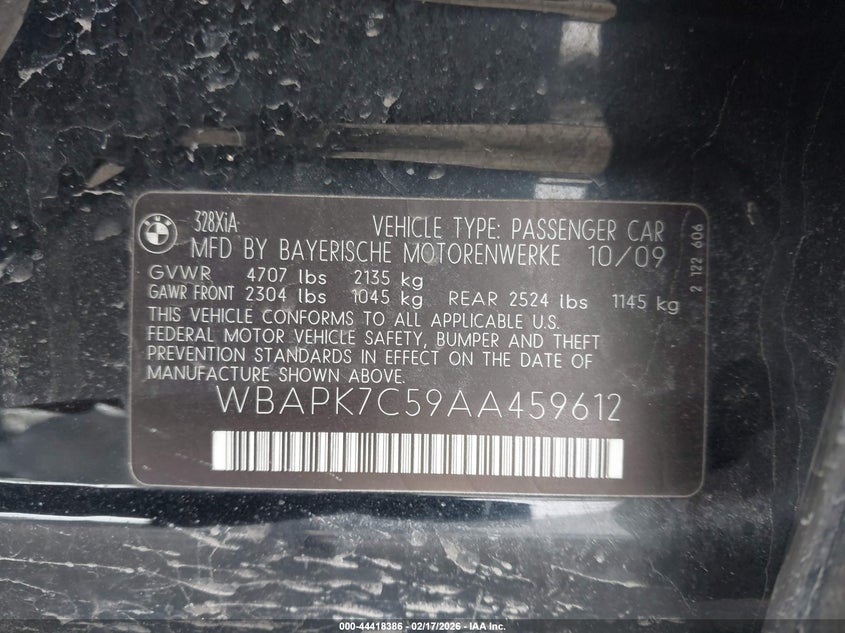 BMW
328XiA
VEHICLE TYPE: PASSENGER CAR
MFD BY BAYERISCHE MOTORENWERKE 10/09
GVWR 4707 lbs 2135 kg
GAWR FRONT 2304 lbs 1045 kg REAR 2524 lbs 1145 kg
THIS VEHICLE CONFORMS TO ALL APPLICABLE U.S.
FEDERAL MOTOR VEHICLE SAFETY, BUMPER AND THEFT
PREVENTION STANDARDS IN EFFECT ON THE DATE OF
MANUFACTURE SHOWN ABOVE.
WBAPK7C59AA459612
2 122 606
000-44418386 - 02/17/2026 - IAA Inc.